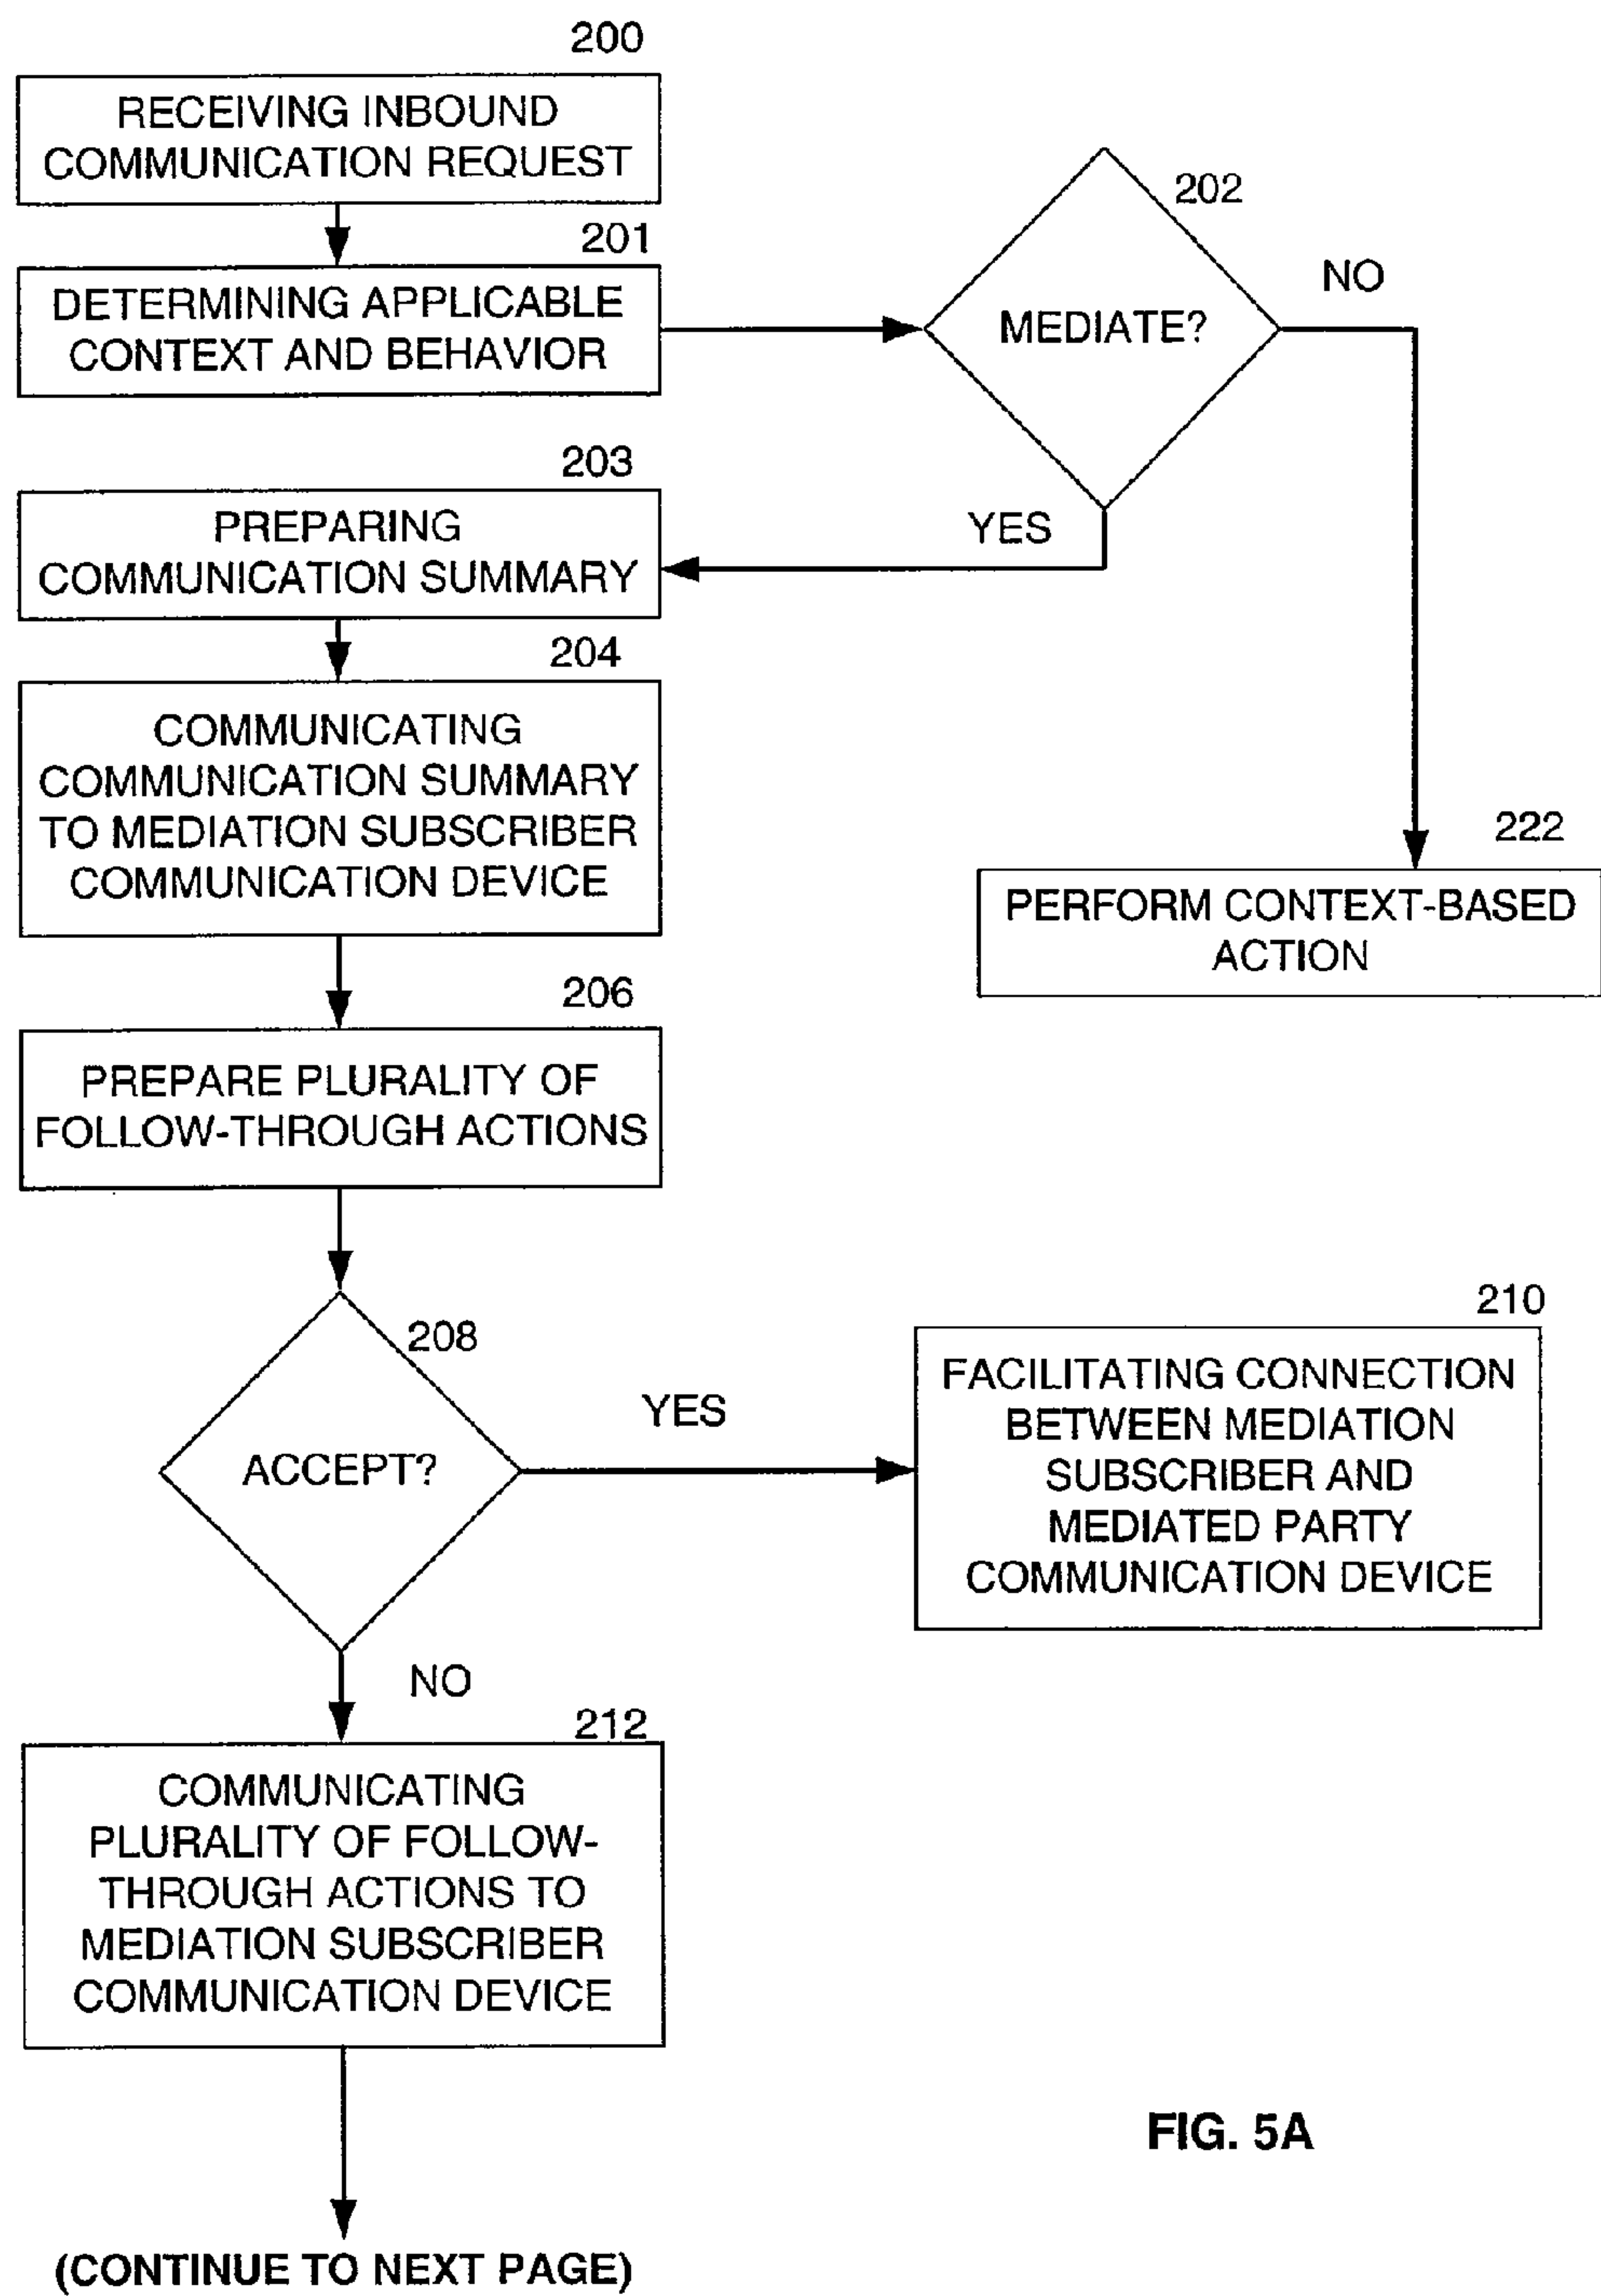 200
RECEIVING INBOUND
COMMUNICATION REQUEST
201
DETERMINING APPLICABLE
CONTEXT AND BEHAVIOR
202
MEDIATE?
NO
YES
203
PREPARING
COMMUNICATION SUMMARY
204
COMMUNICATING
COMMUNICATION SUMMARY
TO MEDIATION SUBSCRIBER
COMMUNICATION DEVICE
222
PERFORM CONTEXT-BASED
ACTION
206
PREPARE PLURALITY OF
FOLLOW-THROUGH ACTIONS
208
ACCEPT?
YES
210
FACILITATING CONNECTION
BETWEEN MEDIATION
SUBSCRIBER AND
MEDIATED PARTY
COMMUNICATION DEVICE
NO
212
COMMUNICATING
PLURALITY OF FOLLOW-
THROUGH ACTIONS TO
MEDIATION SUBSCRIBER
COMMUNICATION DEVICE
FIG. 5A
(CONTINUE TO NEXT PAGE)